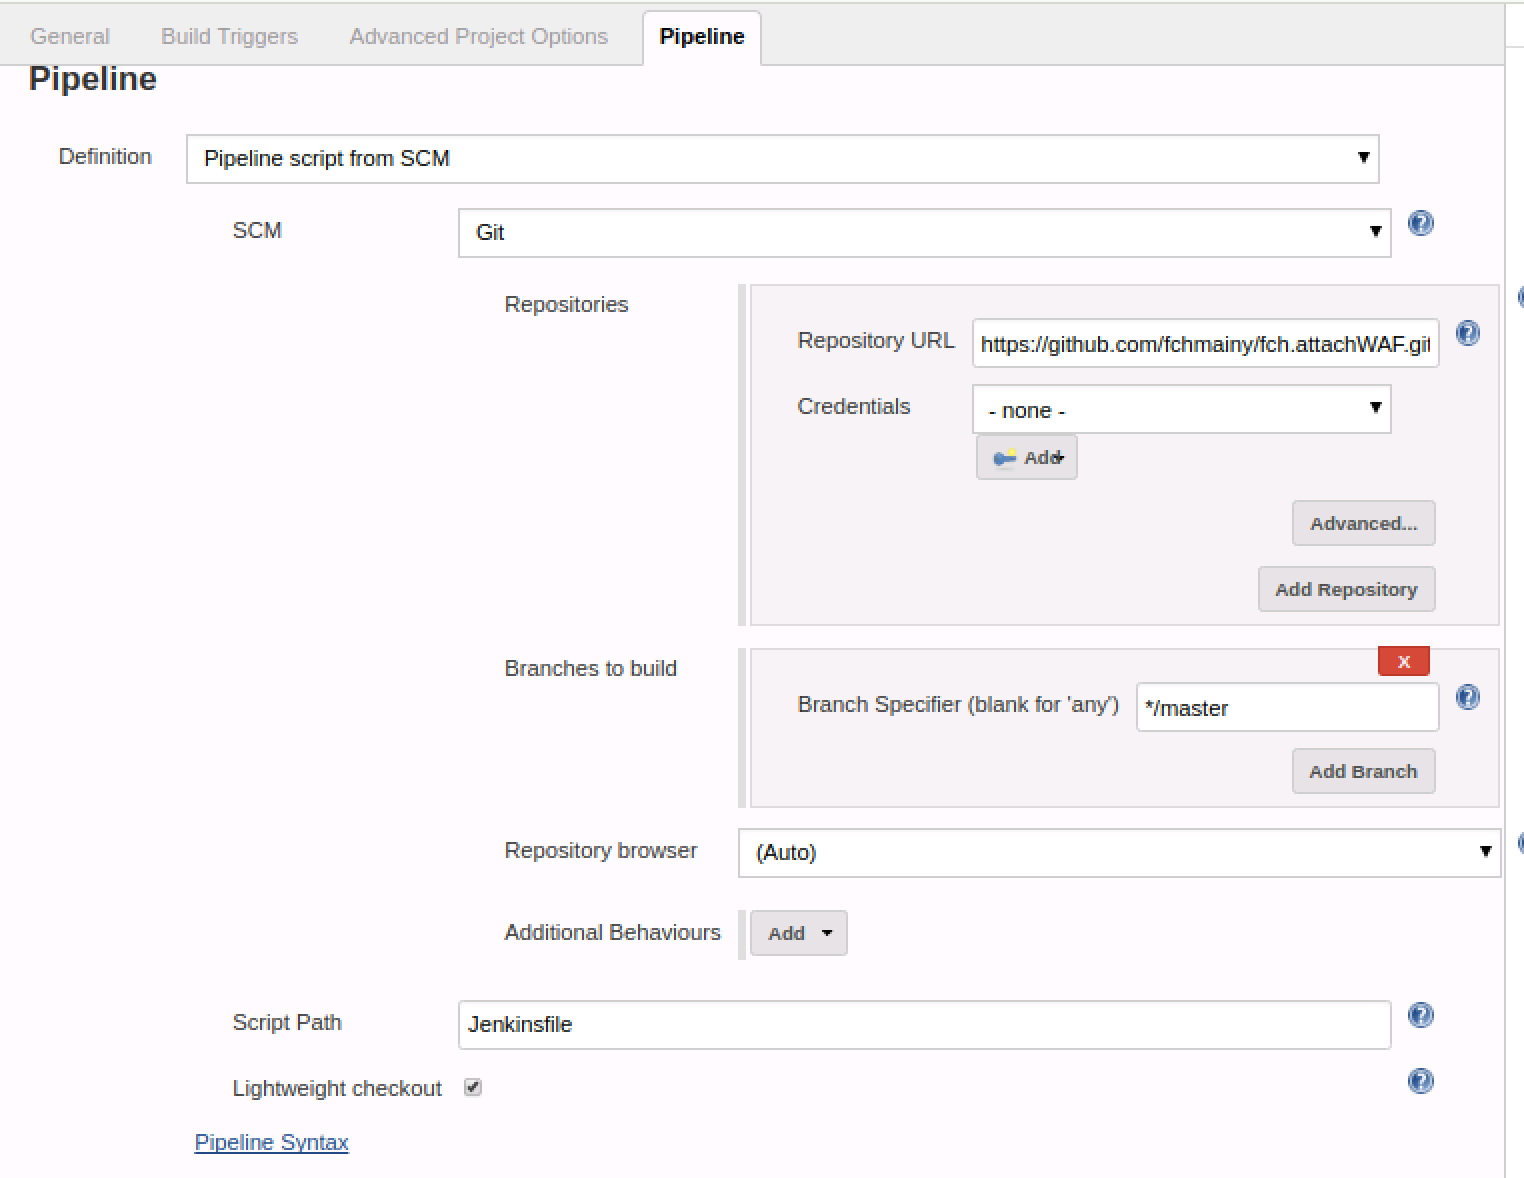 General Build Triggers Advanced Project Options Pipeline
Pipeline
Definition Pipeline script from SCM
SCM Git
Repositories
Repository URL https://github.com/fchmainy/fch.attachWAF.git
Credentials - none -
Add
Advanced...
Add Repository
Branches to build
X
Branch Specifier (blank for 'any') */master
Add Branch
Repository browser (Auto)
Additional Behaviours Add
Script Path Jenkinsfile
Lightweight checkout
Pipeline Syntax